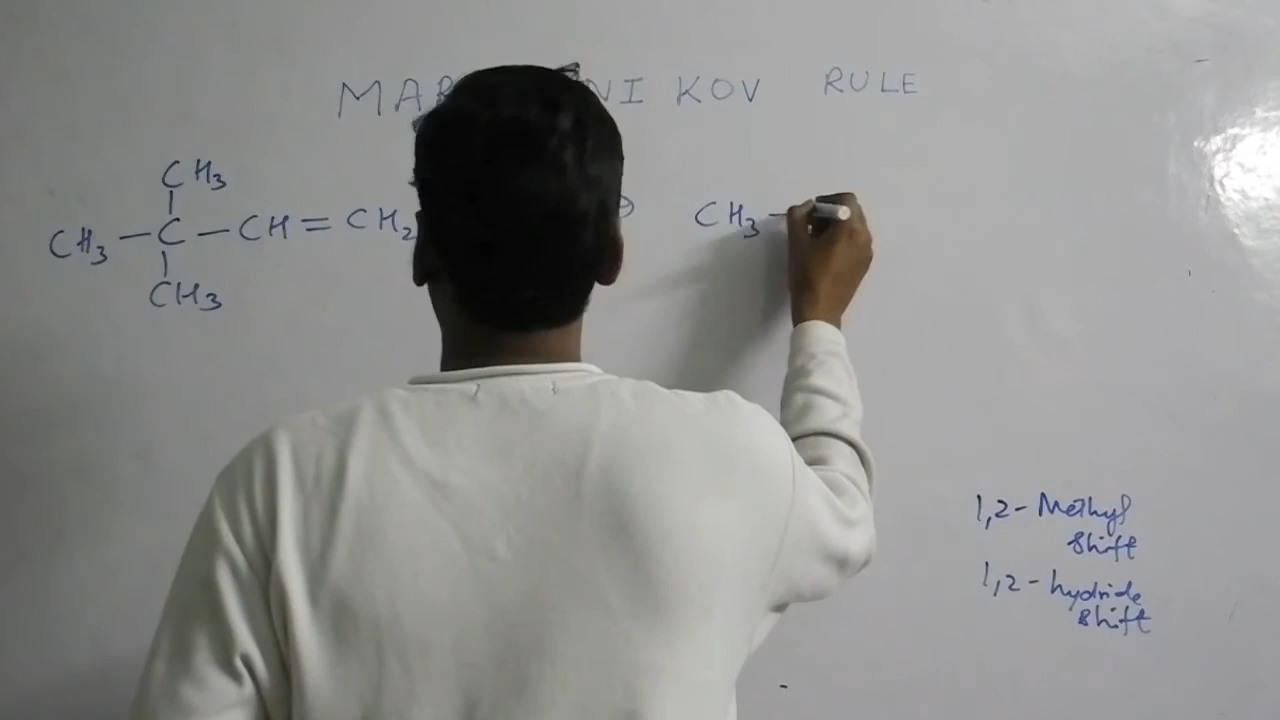 MAR NI KOV RULE
CH3
CH3 — C — CH = CH2
CH3
CH3 —
1,2- Methyl
shift
1,2- hydride
shift